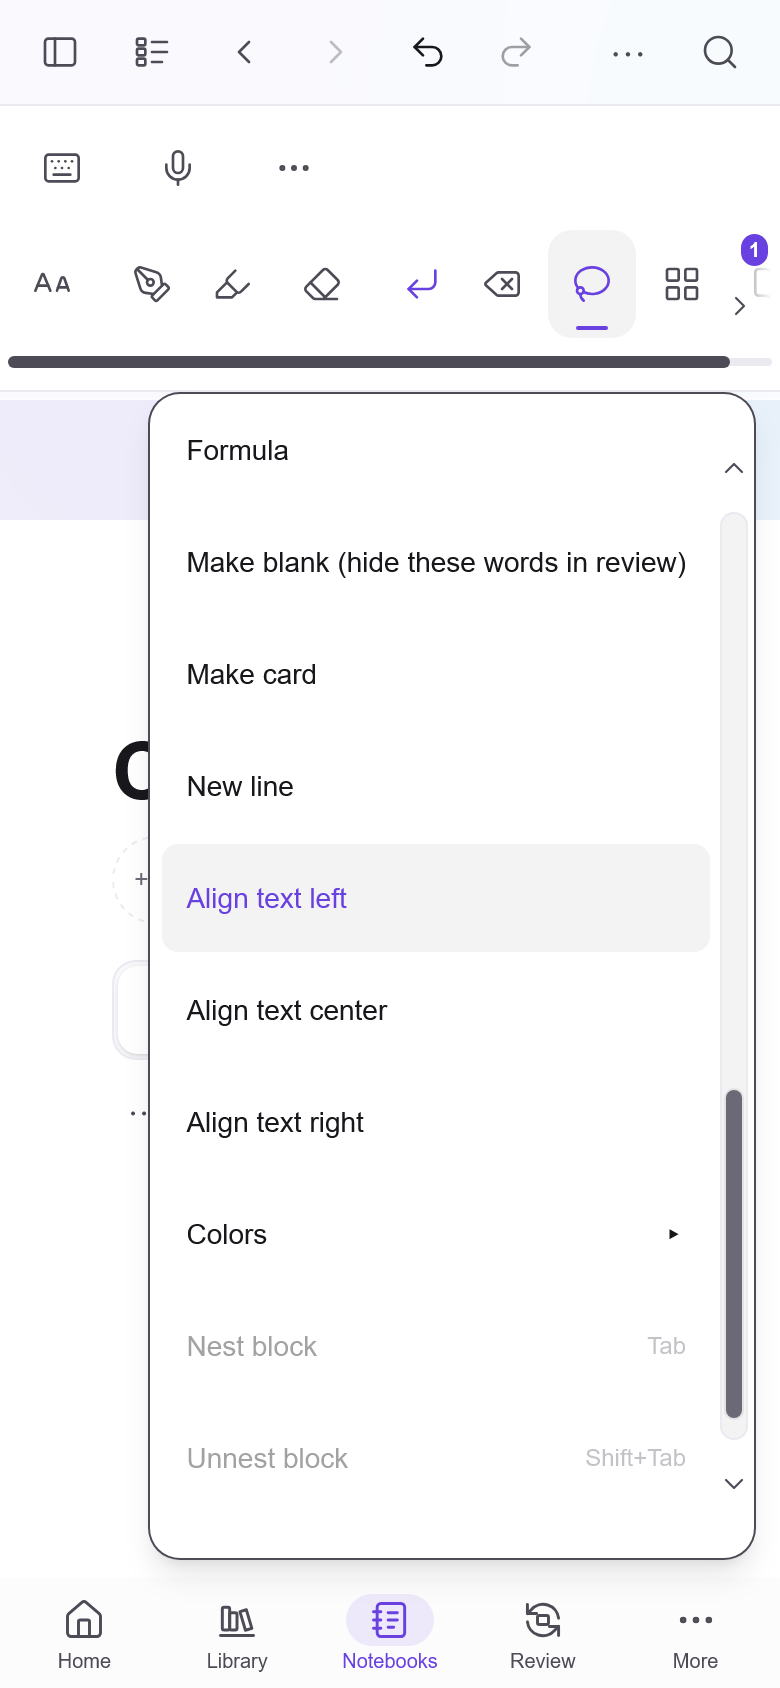 AA
1
Formula
Make blank (hide these words in review)
Make card
New line
Align text left
Align text center
Align text right
Colors
Nest block Tab
Unnest block Shift+Tab
Home Library Notebooks Review More